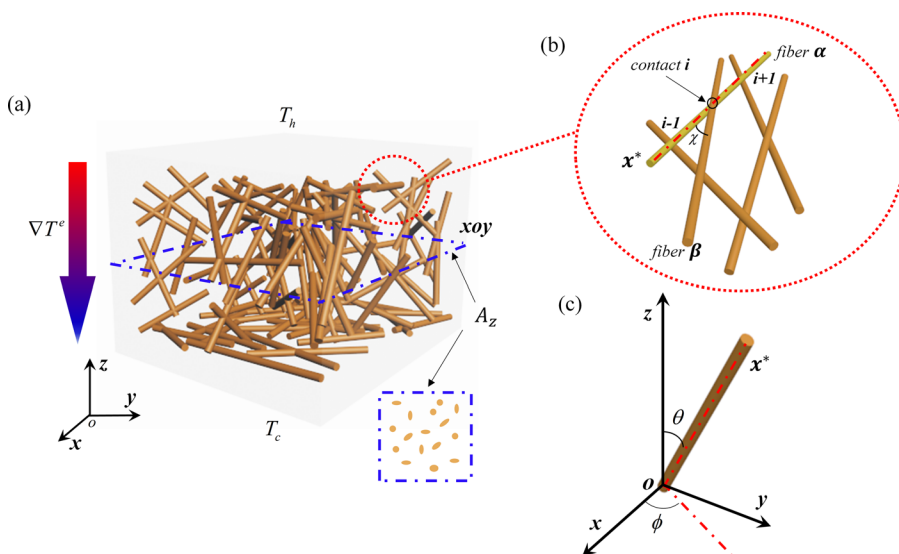 (a)
T_h
∇T^e
xoy
A_z
z
y
o
x
T_c
(b)
fiber α
contact i
i+1
i-1
χ
x*
fiber β
(c)
z
x*
θ
o
y
x
ϕ